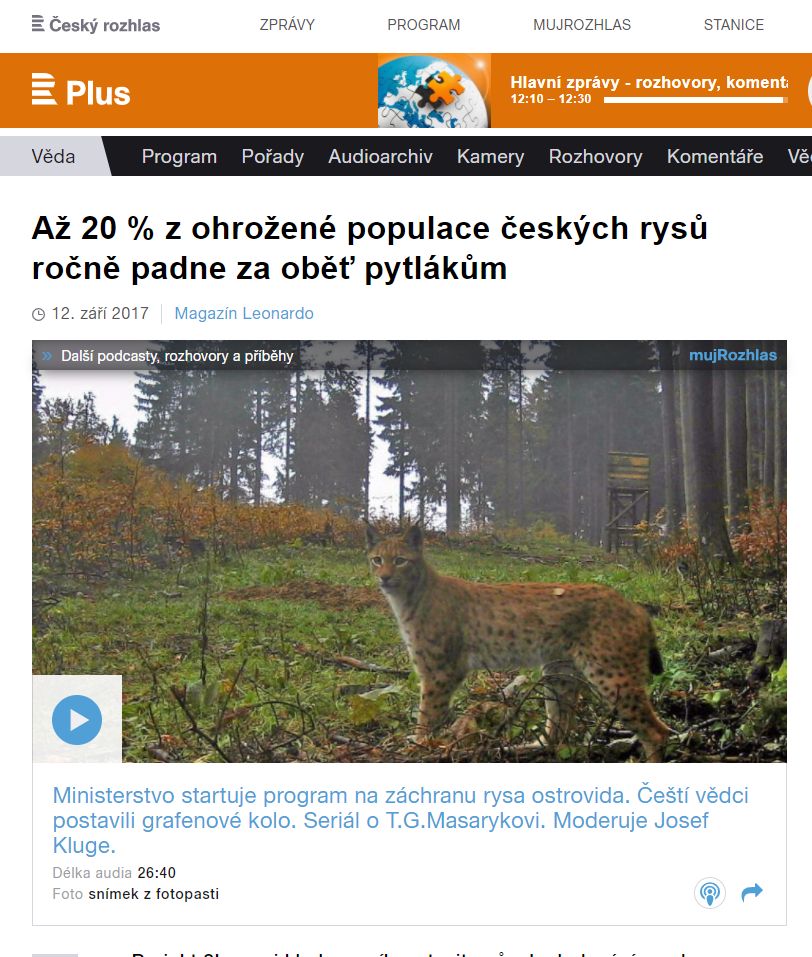 Český rozhlas
ZPRÁVY
PROGRAM
MUJROZHLAS
STANICE
Plus
Hlavní zprávy - rozhovory,
12:10 – 12:30
Věda
Program
Pořady
Audioarchiv
Kamery
Rozhovory
Komentáře
Až 20 % z ohrožené populace českých rysů
ročně padne za oběť pytlákům
12. září 2017
Magazín Leonardo
» Další podcasty, rozhovory a příběhy
mujRozhlas
Ministerstvo startuje program na záchranu rysa ostrovida. Čeští vědci
postavili grafenové kolo. Seriál o T.G.Masarykovi. Moderuje Josef
Kluge.
Délka audia 26:40
Foto snímek z fotopasti